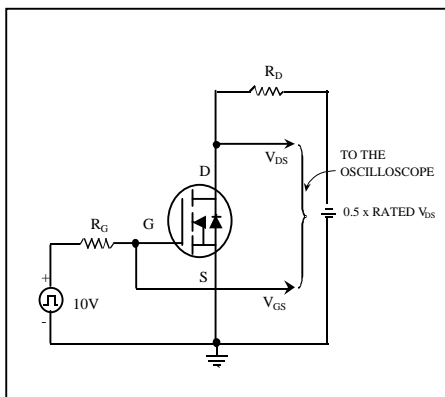 R_D
D
V_DS
TO THE
OSCILLOSCOPE
R_G
G
0.5 x RATED V_DS
S
+
10V
-
V_GS